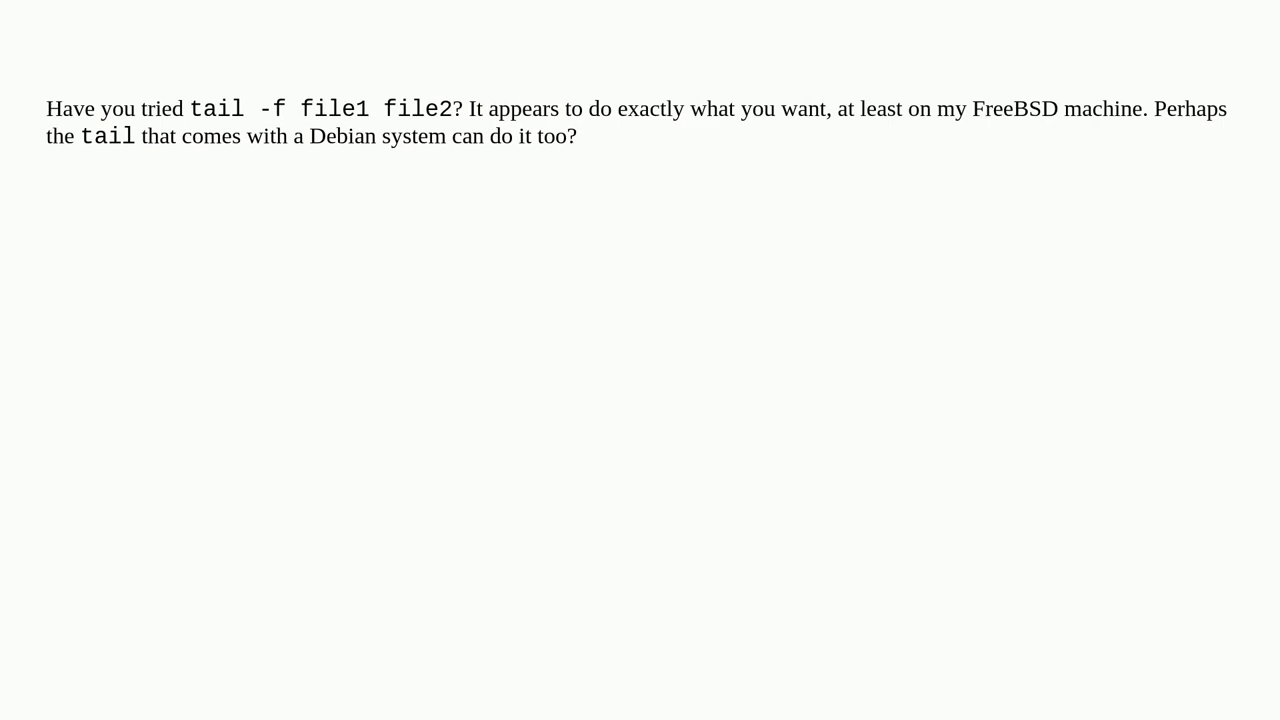 Have you tried tail -f file1 file2? It appears to do exactly what you want, at least on my FreeBSD machine. Perhaps
the tail that comes with a Debian system can do it too?